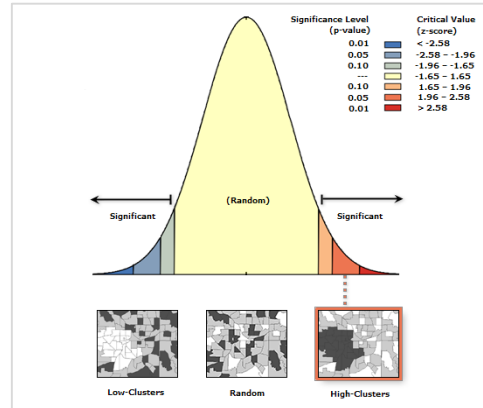 Significance Level Critical Value
(p-value) (z-score)
0.01 < -2.58
0.05 -2.58 – -1.96
0.10 -1.96 – -1.65
--- -1.65 – 1.65
0.10 1.65 – 1.96
0.05 1.96 – 2.58
0.01 > 2.58
Significant (Random) Significant
Low-Clusters Random High-Clusters